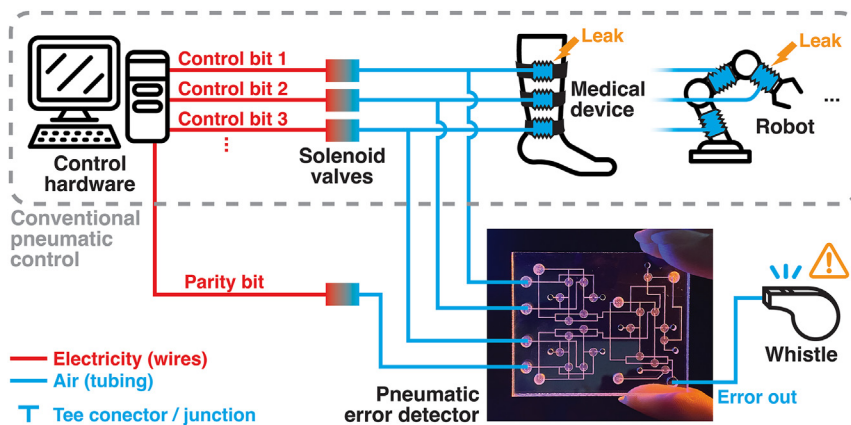 Control bit 1
Control bit 2
Control bit 3
Control
hardware
Solenoid
valves
Leak
Medical
device
Leak
Robot
...
Conventional
pneumatic
control
Parity bit
Electricity (wires)
Air (tubing)
Tee conector / junction
Pneumatic
error detector
Error out
Whistle